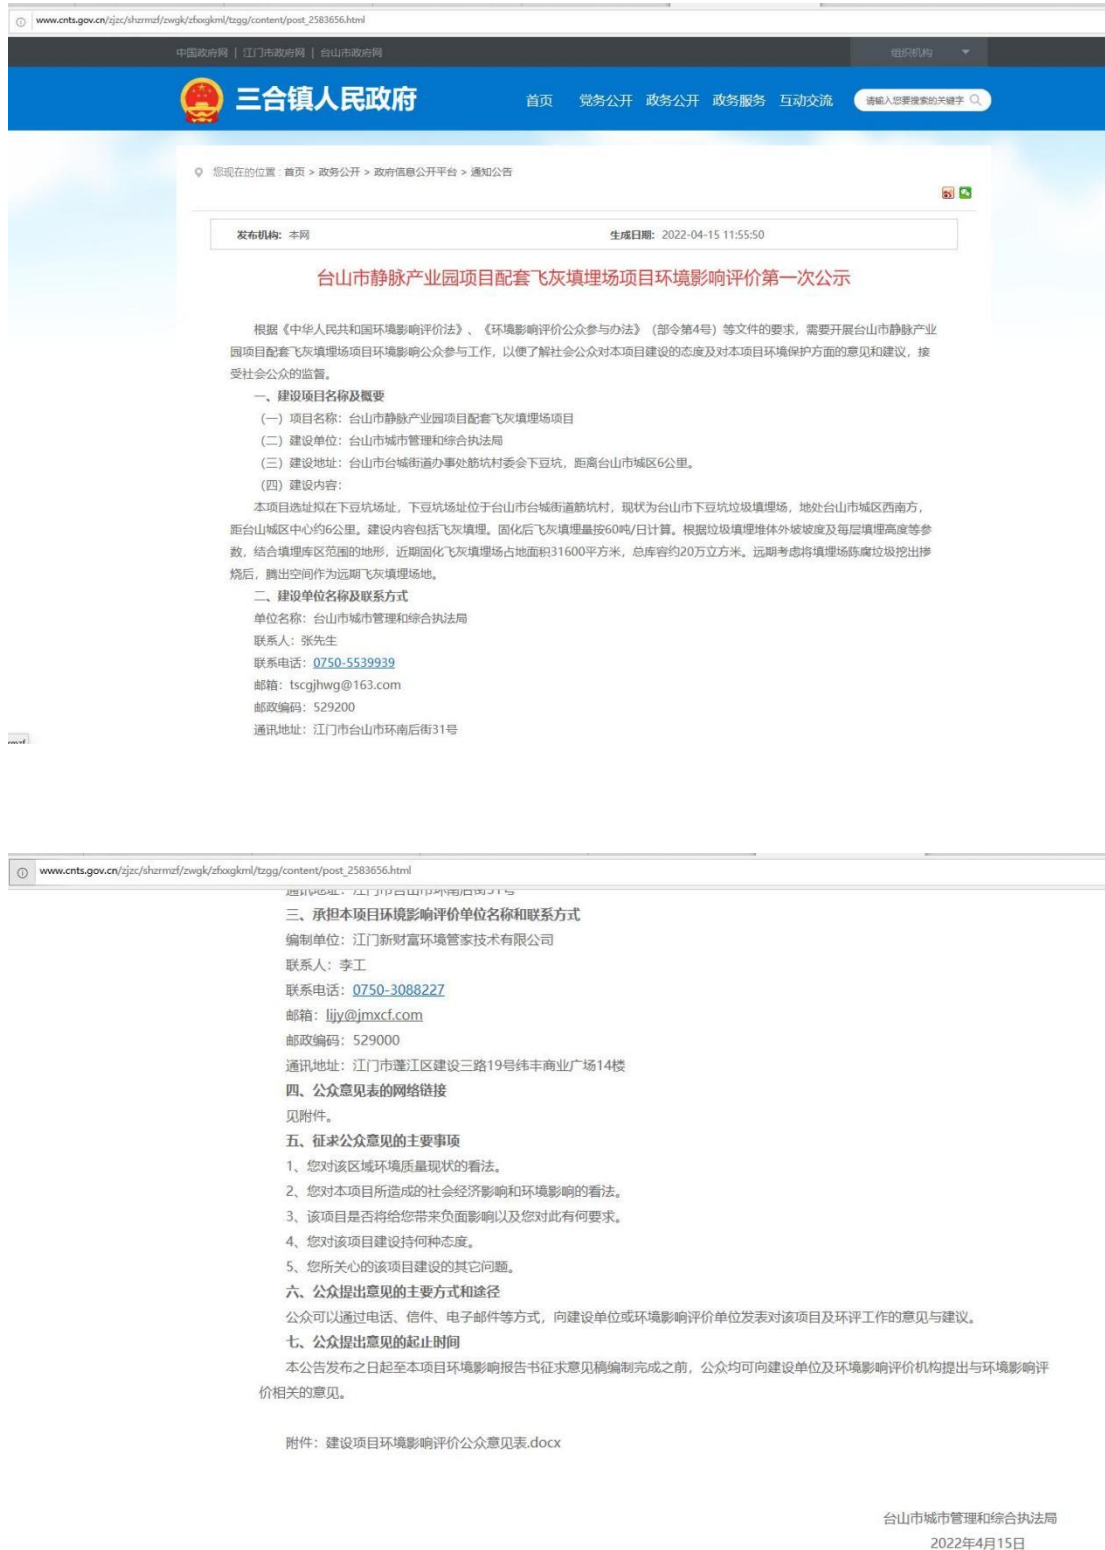 www.cnts.gov.cn/zjzc/shzrmzf/zwgk/zfxxgkml/tzgg/content/post_2583656.html
中国政府网 | 江门市政府网 | 台山市政府网
组织机构
三合镇人民政府
首页 党务公开 政务公开 政务服务 互动交流
请输入您要搜索的关键字
您现在的位置：首页 > 政务公开 > 政府信息公开平台 > 通知公告
发布机构：本网 生成日期：2022-04-15 11:55:50
台山市静脉产业园项目配套飞灰填埋场项目环境影响评价第一次公示
根据《中华人民共和国环境影响评价法》、《环境影响评价公众参与办法》（部令第4号）等文件的要求，需要开展台山市静脉产业
园项目配套飞灰填埋场项目环境影响公众参与工作，以便了解社会公众对本项目建设的态度及对本项目环境保护方面的意见和建议，接
受社会公众的监督。
一、建设项目名称及概要
（一）项目名称：台山市静脉产业园项目配套飞灰填埋场项目
（二）建设单位：台山市城市管理和综合执法局
（三）建设地址：台山市台城街道办事处筋坑村委会下豆坑，距离台山市城区6公里。
（四）建设内容：
本项目选址拟在下豆坑场址，下豆坑场址位于台山市台城街道筋坑村，现状为台山市下豆坑垃圾填埋场，地处台山市城区西南方，
距台山城区中心约6公里。建设内容包括飞灰填埋。固化后飞灰填埋量按60吨/日计算。根据垃圾填埋堆体外坡坡度及每层填埋高度等参
数，结合填埋库区范围的地形，近期固化飞灰填埋场占地面积31600平方米，总库容约20万立方米。远期考虑将填埋场陈腐垃圾挖出掺
烧后，腾出空间作为远期飞灰填埋场地。
二、建设单位名称及联系方式
单位名称：台山市城市管理和综合执法局
联系人：张先生
联系电话：0750-5539939
邮箱：tscgjhwg@163.com
邮政编码：529200
通讯地址：江门市台山市环南后街31号
www.cnts.gov.cn/zjzc/shzrmzf/zwgk/zfxxgkml/tzgg/content/post_2583656.html
通讯地址：江门市台山市环南后街31号
三、承担本项目环境影响评价单位名称和联系方式
编制单位：江门新财富环境管家技术有限公司
联系人：李工
联系电话：0750-3088227
邮箱：lijy@jmxcf.com
邮政编码：529000
通讯地址：江门市蓬江区建设三路19号纬丰商业广场14楼
四、公众意见表的网络链接
见附件。
五、征求公众意见的主要事项
1、您对该区域环境质量现状的看法。
2、您对本项目所造成的社会经济影响和环境影响的看法。
3、该项目是否将给您带来负面影响以及您对此有何要求。
4、您对该项目建设持何种态度。
5、您所关心的该项目建设的其它问题。
六、公众提出意见的主要方式和途径
公众可以通过电话、信件、电子邮件等方式，向建设单位或环境影响评价单位发表对该项目及环评工作的意见与建议。
七、公众提出意见的起止时间
本公告发布之日起至本项目环境影响报告书征求意见稿编制完成之前，公众均可向建设单位及环境影响评价机构提出与环境影响评
价相关的意见。
附件：建设项目环境影响评价公众意见表.docx
台山市城市管理和综合执法局
2022年4月15日